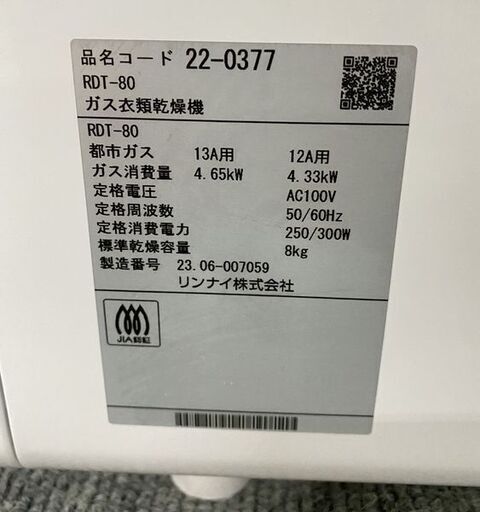 品名コード 22-0377
RDT-80
ガス衣類乾燥機
RDT-80
都市ガス 13A用 12A用
ガス消費量 4.65kW 4.33kW
定格電圧 AC100V
定格周波数 50/60Hz
定格消費電力 250/300W
標準乾燥容量 8kg
製造番号 23.06-007059
リンナイ株式会社
JIA認証